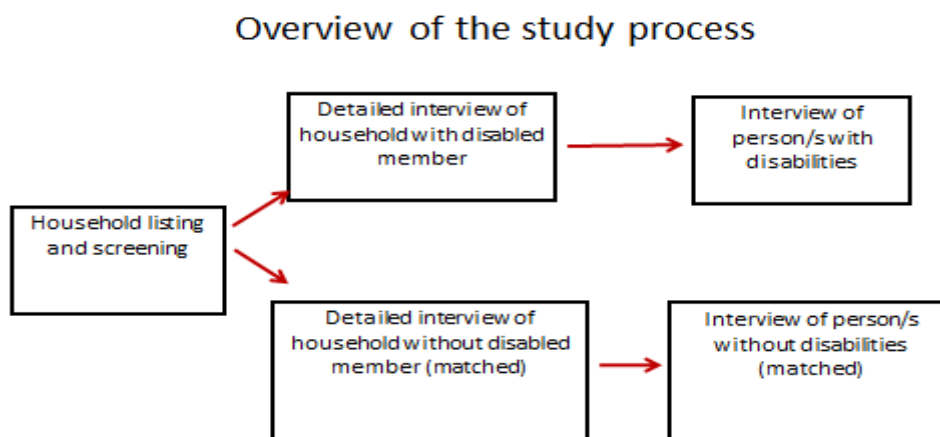 Overview of the study process
Detailed interview of
household with disabled
member
Interview of
person/s with
disabilities
Household listing
and screening
Detailed interview of
household without disabled
member (matched)
Interview of person/s
without disabilities
(matched)